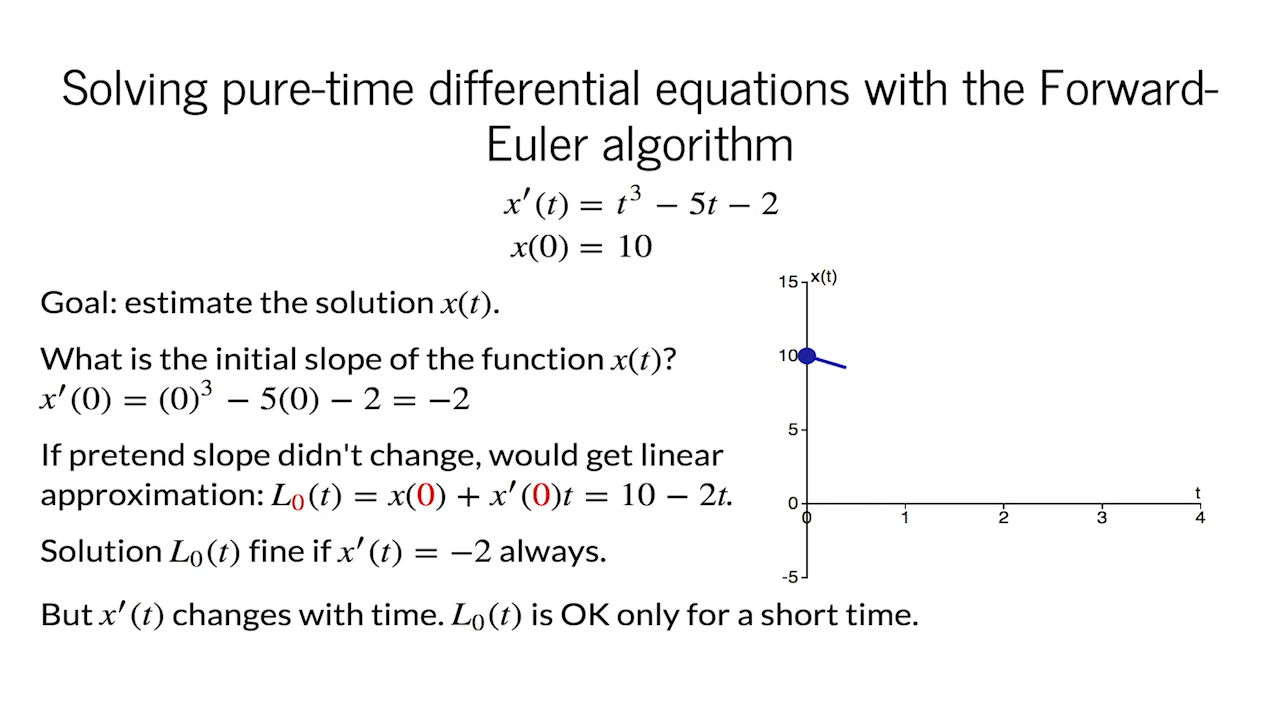 Solving pure-time differential equations with the Forward-
Euler algorithm
x′(t) = t³ − 5t − 2
x(0) = 10
Goal: estimate the solution x(t).
What is the initial slope of the function x(t)?
x′(0) = (0)³ − 5(0) − 2 = −2
If pretend slope didn't change, would get linear
approximation: L₀(t) = x(0) + x′(0)t = 10 − 2t.
Solution L₀(t) fine if x′(t) = −2 always.
But x′(t) changes with time. L₀(t) is OK only for a short time.
15 x(t)
10
5
0 t
0 1 2 3 4
-5